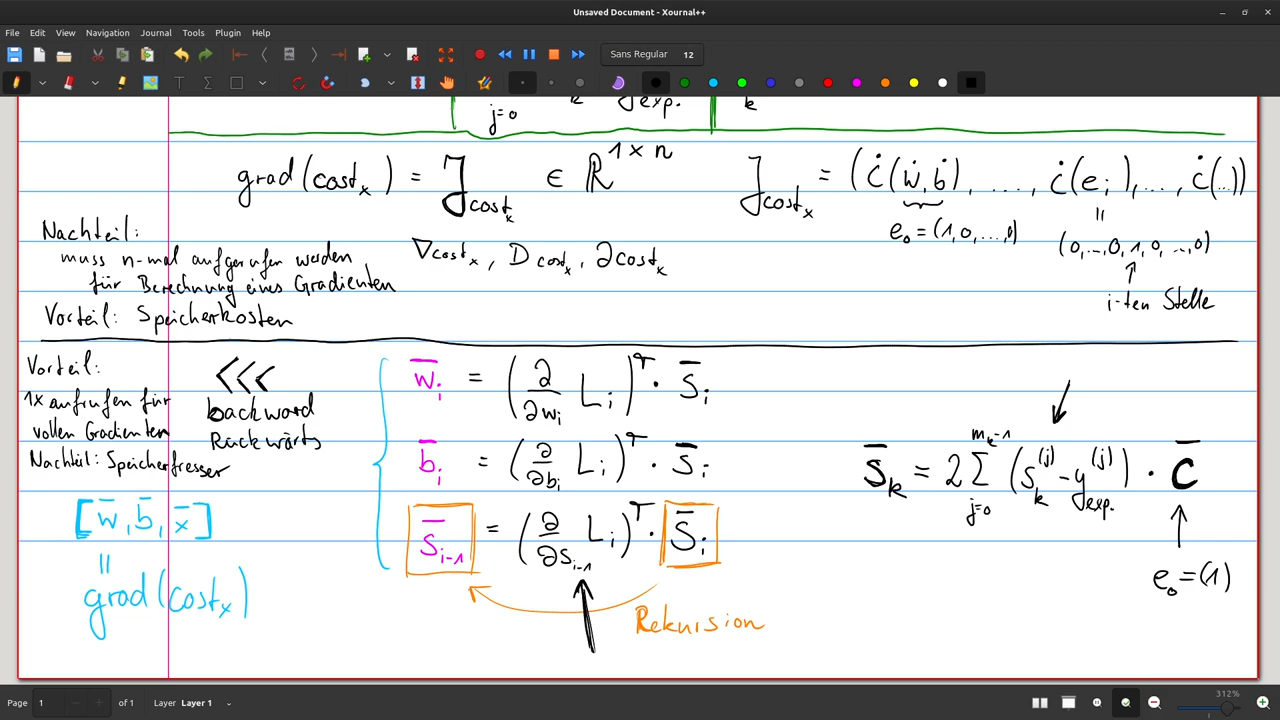 Unsaved Document - Xournal++
File Edit View Navigation Journal Tools Plugin Help
Sans Regular 12
j=0 k y exp. k
grad(cost_x) = J_cost_x ∈ ℝ^{1×n} J_cost_x = (ċ(ẇ,ḃ), ..., ċ(e_i), ..., ċ(...))
e_0 = (1,0,...,0) = (0,...,0,1,0,...,0)
↑
i-ten Stelle
Nachteil:
muss n-mal aufgerufen werden
für Berechnung eines Gradienten
Vorteil: Speicherkosten
∇cost_x, D cost_x, ∂cost_x
Vorteil:
1x aufrufen für
vollen Gradienten
Nachteil: Speicherfresser
<<<
backward
Rückwärts
[w̄, b̄, x̄]
=
grad(cost_x)
w̄_i = (∂/∂w_i L_i)^T · s̄_i
b̄_i = (∂/∂b_i L_i)^T · s̄_i
s̄_{i-1} = (∂/∂s_{i-1} L_i)^T · s̄_i
Rekursion
s̄_k = 2 Σ_{j=0}^{m_k-1} (s_k^{(j)} - y_exp.^{(j)}) · c̄
↑
e_0 = (1)
Page 1 of 1 Layer Layer 1 312%